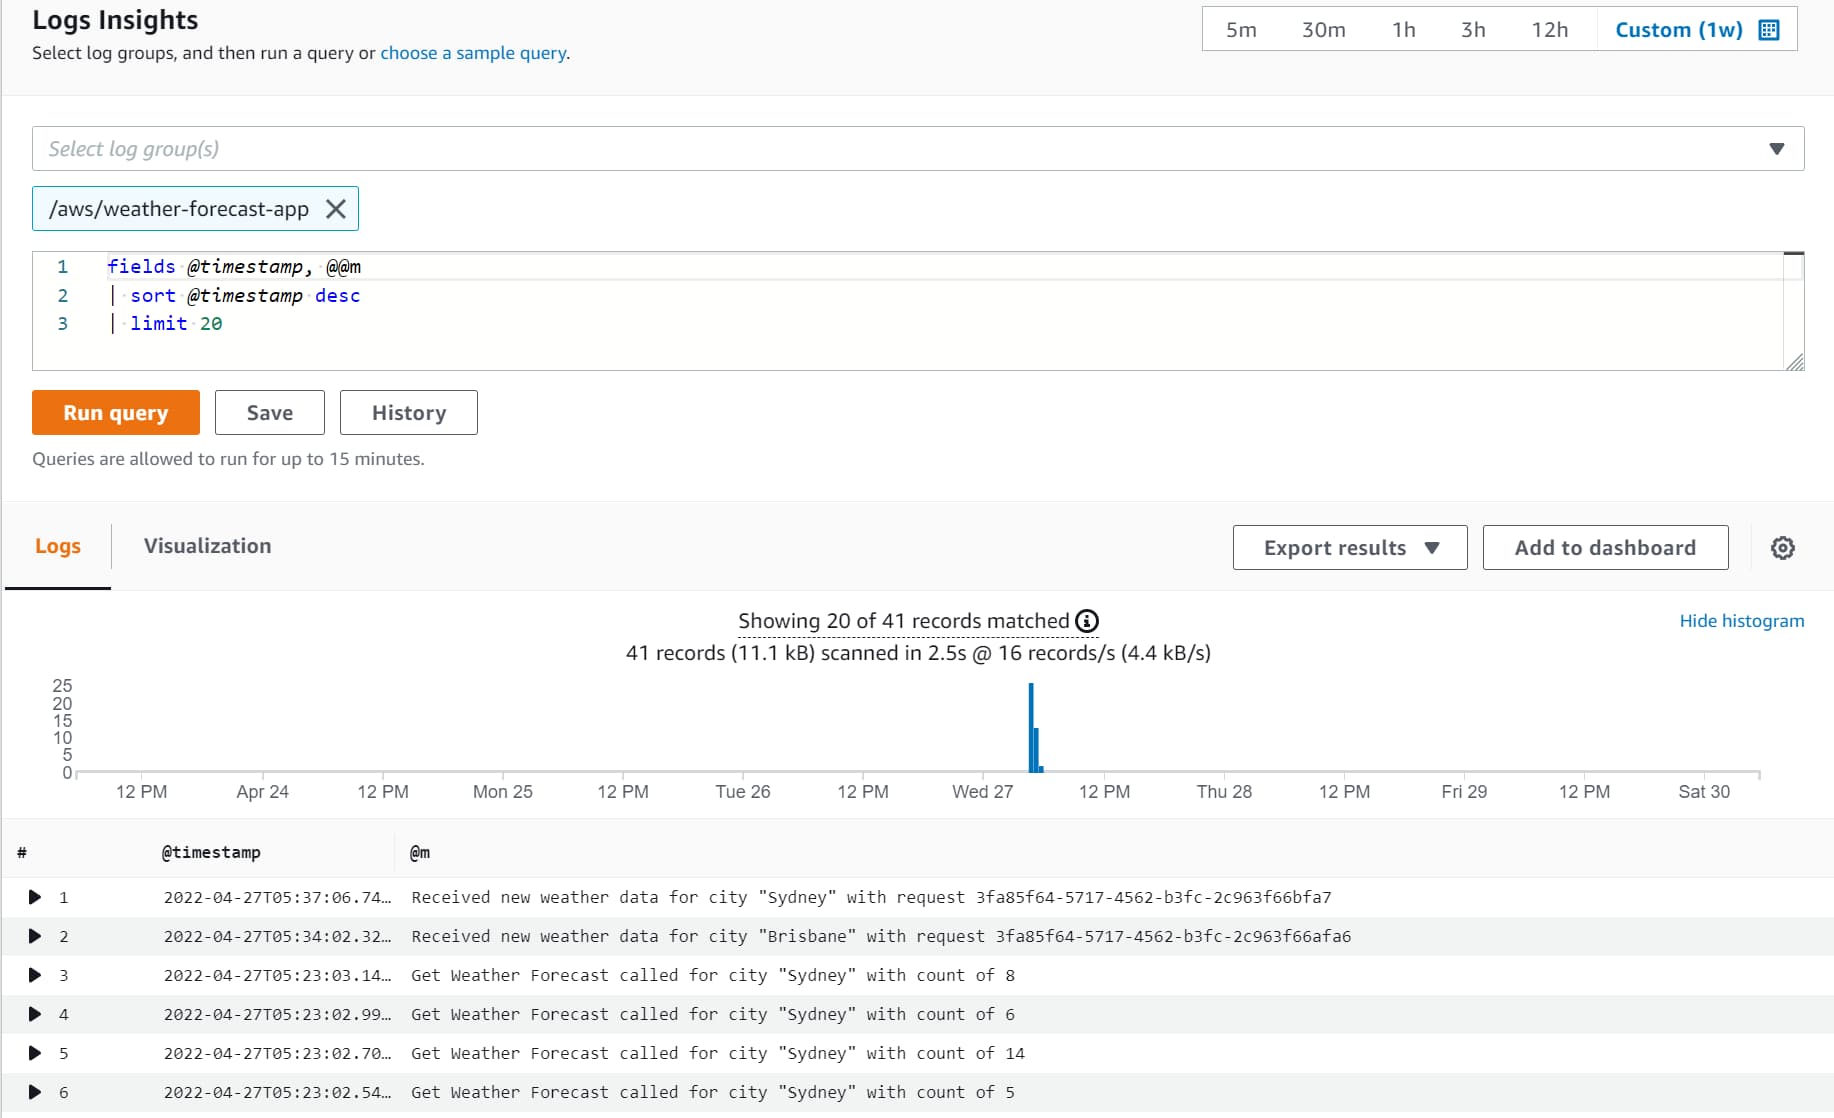 Logs Insights
Select log groups, and then run a query or choose a sample query.
5m 30m 1h 3h 12h Custom (1w)
Select log group(s)
/aws/weather-forecast-app
1 fields @timestamp, @@m
2 | sort @timestamp desc
3 | limit 20
Run query Save History
Queries are allowed to run for up to 15 minutes.
Logs Visualization Export results Add to dashboard
Showing 20 of 41 records matched
Hide histogram
41 records (11.1 kB) scanned in 2.5s @ 16 records/s (4.4 kB/s)
25
20
15
10
5
0
12 PM Apr 24 12 PM Mon 25 12 PM Tue 26 12 PM Wed 27 12 PM Thu 28 12 PM Fri 29 12 PM Sat 30
# @timestamp @m
1 2022-04-27T05:37:06.74… Received new weather data for city "Sydney" with request 3fa85f64-5717-4562-b3fc-2c963f66bfa7
2 2022-04-27T05:34:02.32… Received new weather data for city "Brisbane" with request 3fa85f64-5717-4562-b3fc-2c963f66afa6
3 2022-04-27T05:23:03.14… Get Weather Forecast called for city "Sydney" with count of 8
4 2022-04-27T05:23:02.99… Get Weather Forecast called for city "Sydney" with count of 6
5 2022-04-27T05:23:02.70… Get Weather Forecast called for city "Sydney" with count of 14
6 2022-04-27T05:23:02.54… Get Weather Forecast called for city "Sydney" with count of 5